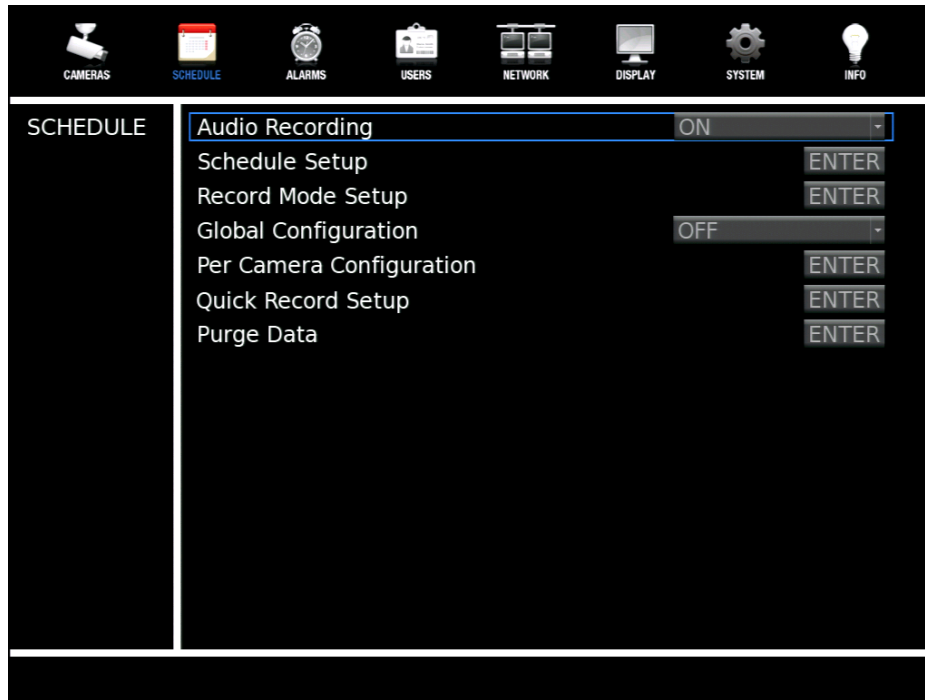 CAMERAS SCHEDULE ALARMS USERS NETWORK DISPLAY SYSTEM INFO
SCHEDULE
Audio Recording ON
Schedule Setup ENTER
Record Mode Setup ENTER
Global Configuration OFF
Per Camera Configuration ENTER
Quick Record Setup ENTER
Purge Data ENTER